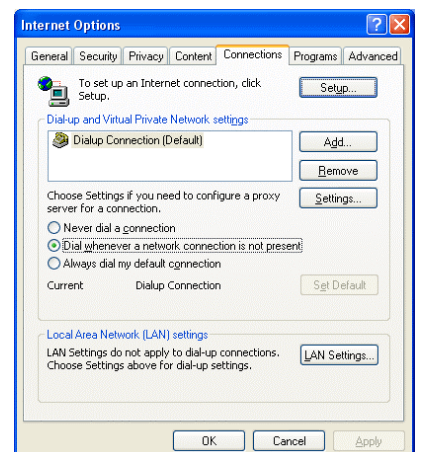 Internet Options
General Security Privacy Content Connections Programs Advanced
To set up an Internet connection, click
Setup.
Setup...
Dial-up and Virtual Private Network settings
Dialup Connection (Default)
Add...
Remove
Choose Settings if you need to configure a proxy
server for a connection.
Settings...
Never dial a connection
Dial whenever a network connection is not present
Always dial my default connection
Current Dialup Connection
Set Default
Local Area Network (LAN) settings
LAN Settings do not apply to dial-up connections.
Choose Settings above for dial-up settings.
LAN Settings...
OK Cancel Apply